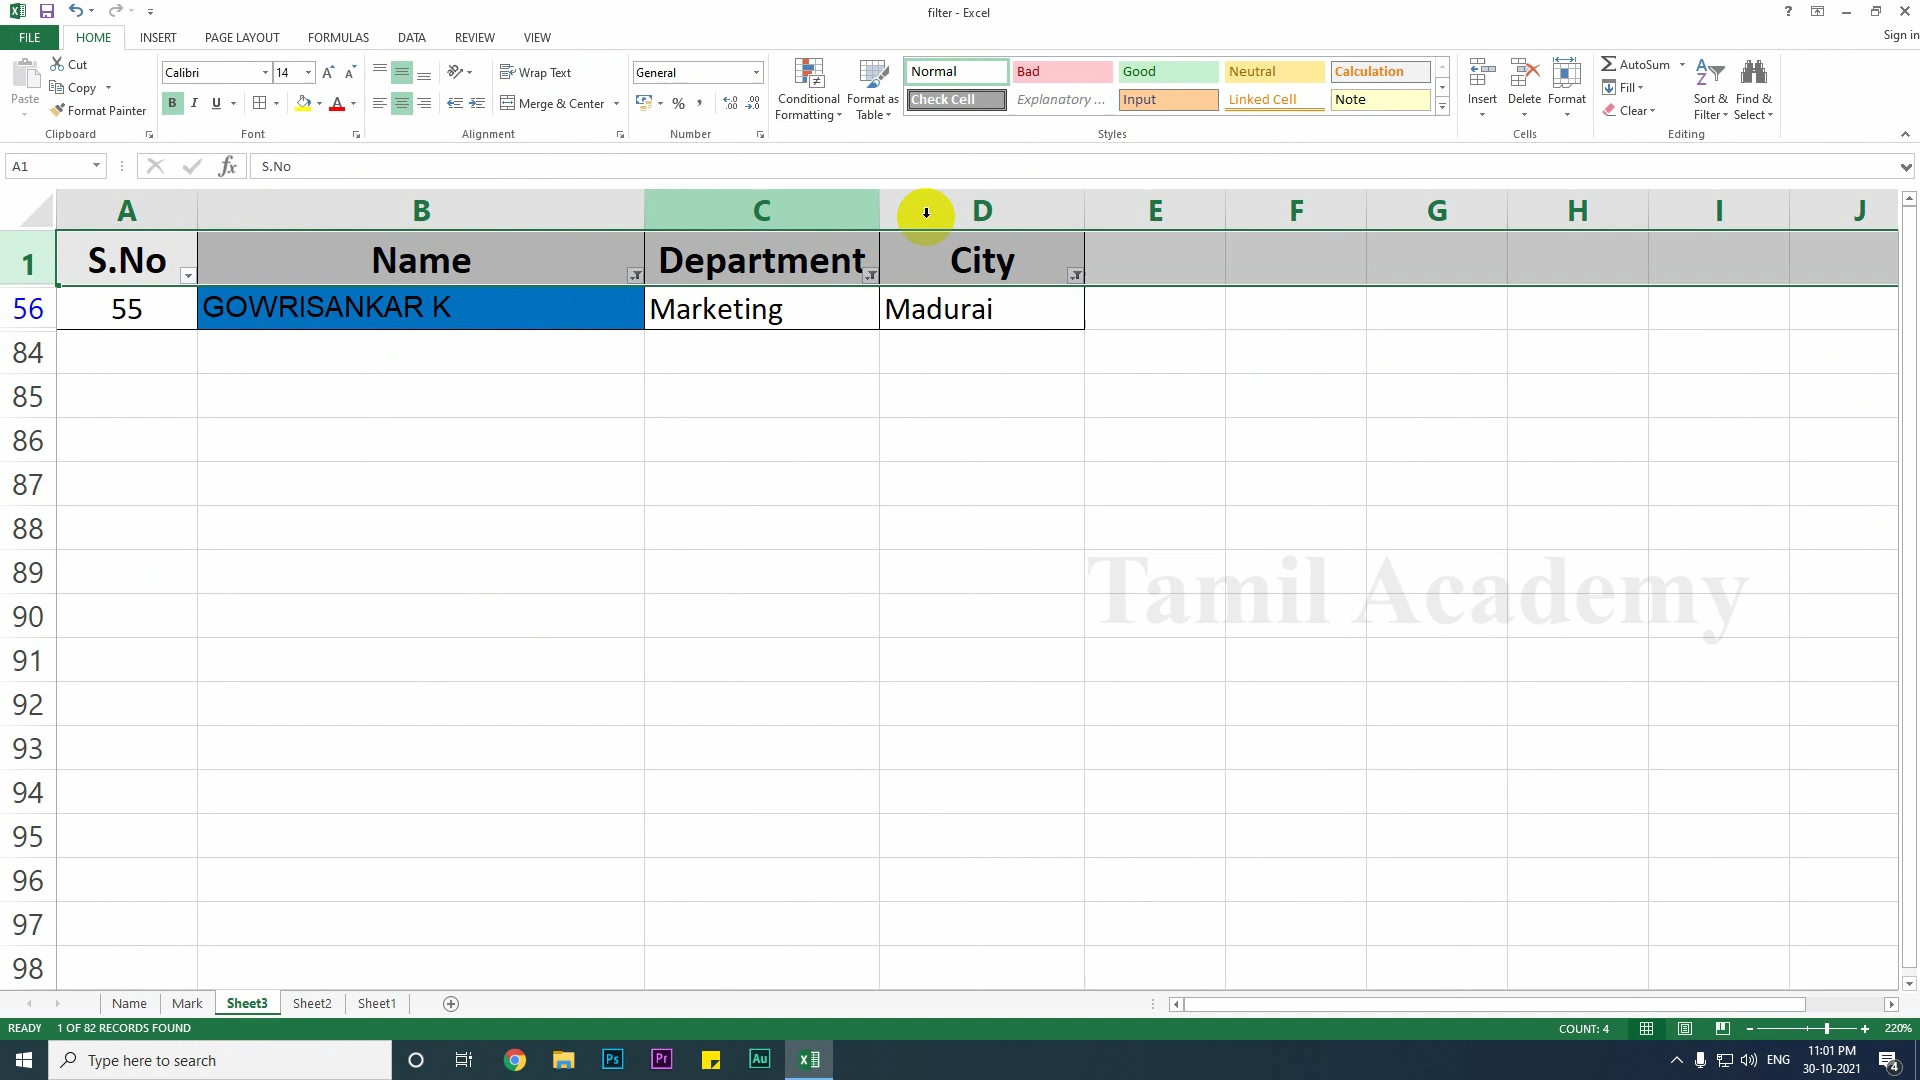 filter - Excel
? 
Sign in
FILE HOME INSERT PAGE LAYOUT FORMULAS DATA REVIEW VIEW
Paste Cut Copy Format Painter
Clipboard
Calibri 14
B I U
Font
Wrap Text
Merge & Center
Alignment
General
%
Number
Conditional Formatting
Format as Table
Normal Bad Good Neutral Calculation
Check Cell Explanatory ... Input Linked Cell Note
Styles
Insert Delete Format
Cells
AutoSum
Fill
Clear
Sort & Filter
Find & Select
Editing
A1 fx S.No
A B C D E F G H I J
1 S.No Name Department City
56 55 GOWRISANKAR K Marketing Madurai
84
85
86
87
88
89
90
91
92
93
94
95
96
97
98
Tamil Academy
Name Mark Sheet3 Sheet2 Sheet1
READY 1 OF 82 RECORDS FOUND COUNT: 4 220%
Type here to search
Ps Pr Au
ENG
11:01 PM
30-10-2021
4